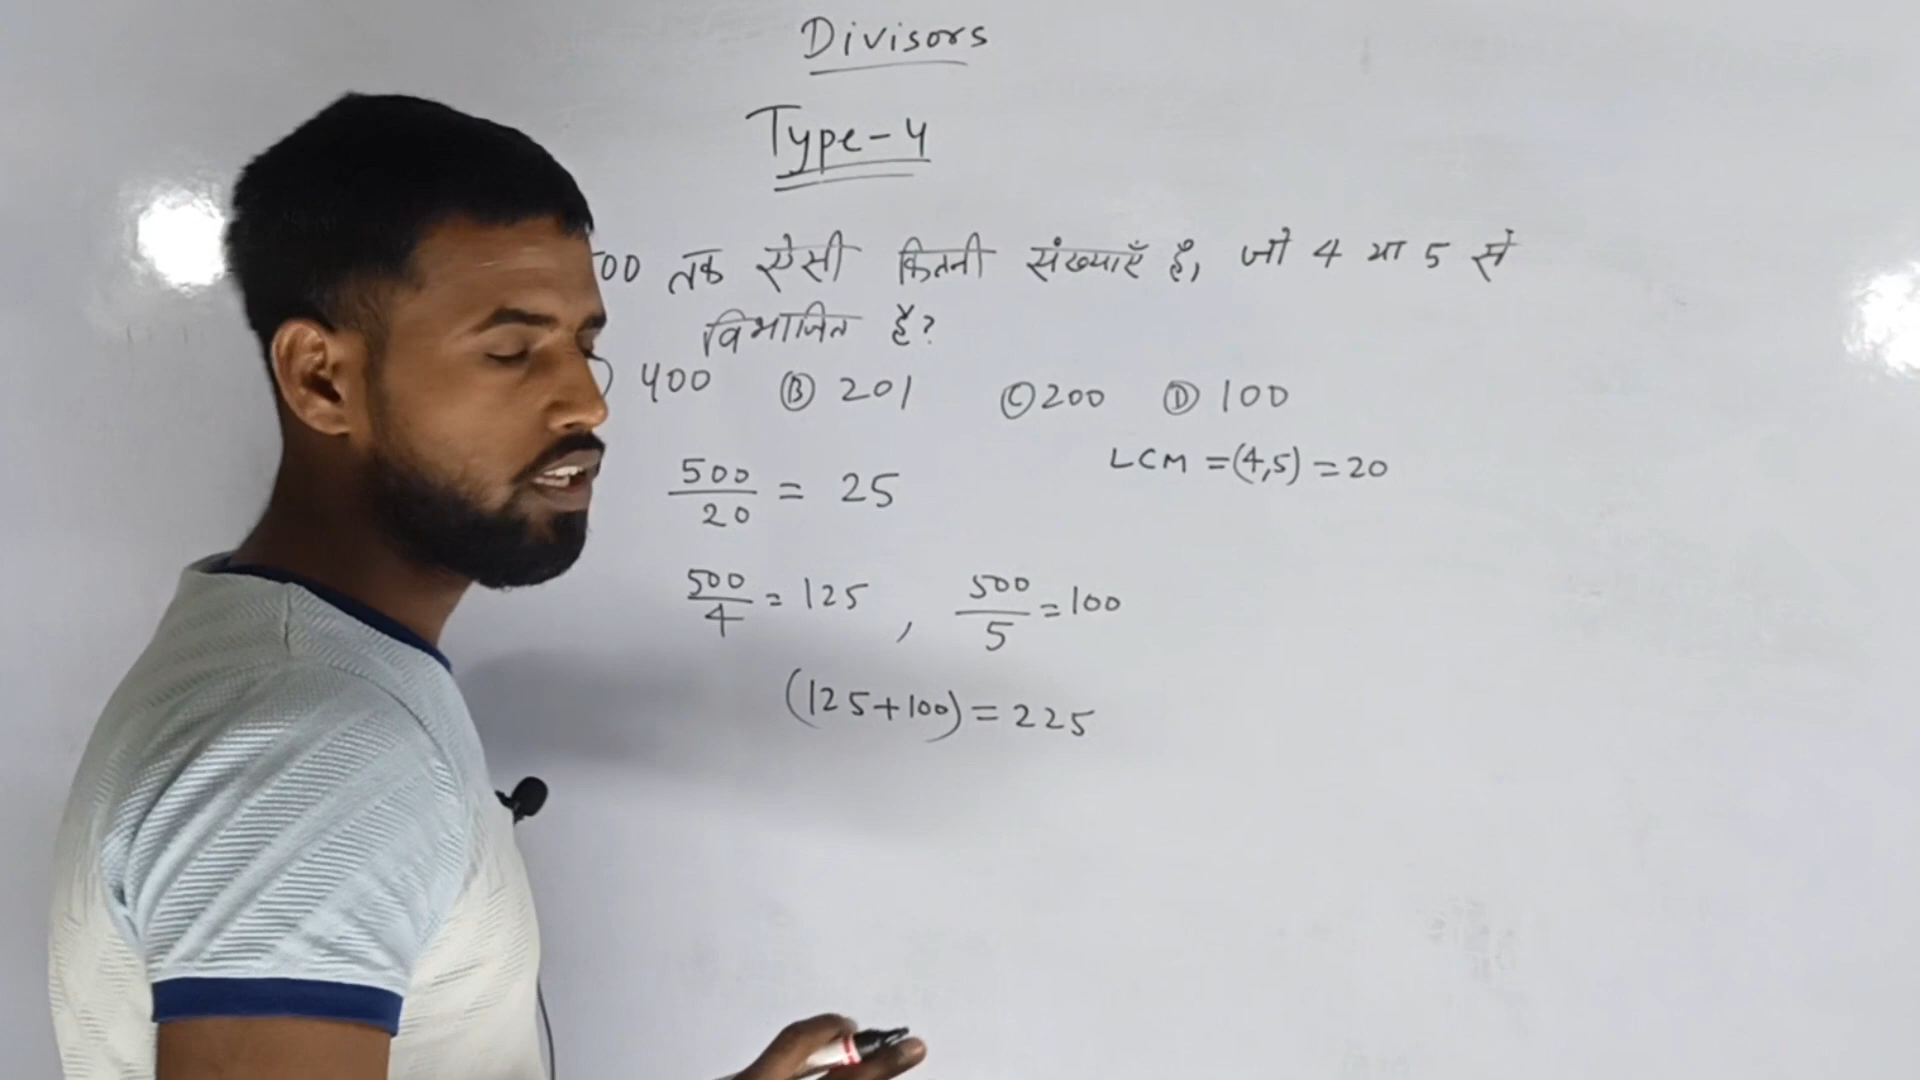 Divisors
Type-4
00 तक ऐसी कितनी संख्याएँ हैं, जो 4 या 5 से
विभाजित हैं?
) 400 (B) 201 (C) 200 (D) 100
LCM = (4,5) = 20
500/20 = 25
500/4 = 125 , 500/5 = 100
(125+100) = 225